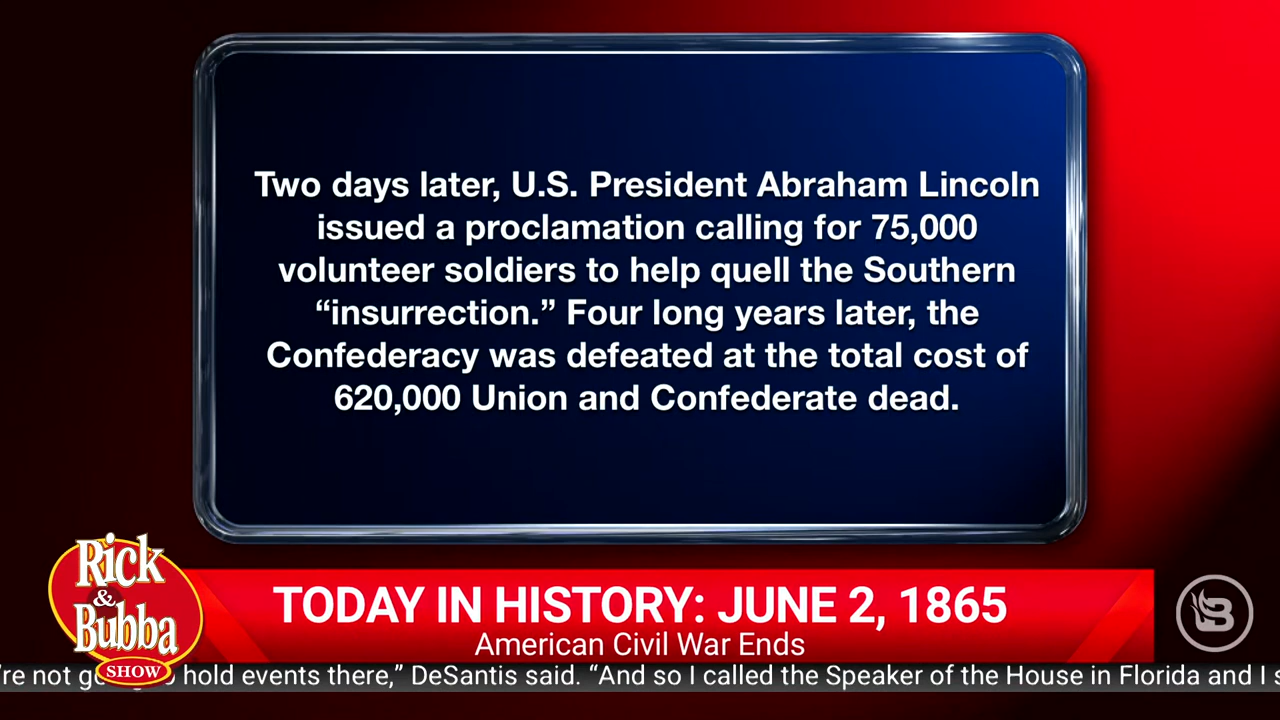 Two days later, U.S. President Abraham Lincoln
issued a proclamation calling for 75,000
volunteer soldiers to help quell the Southern
“insurrection.” Four long years later, the
Confederacy was defeated at the total cost of
620,000 Union and Confederate dead.
Rick
&
Bubba
SHOW
TODAY IN HISTORY: JUNE 2, 1865
American Civil War Ends
’re not hold events there,” DeSantis said. “And so I called the Speaker of the House in Florida and I
B